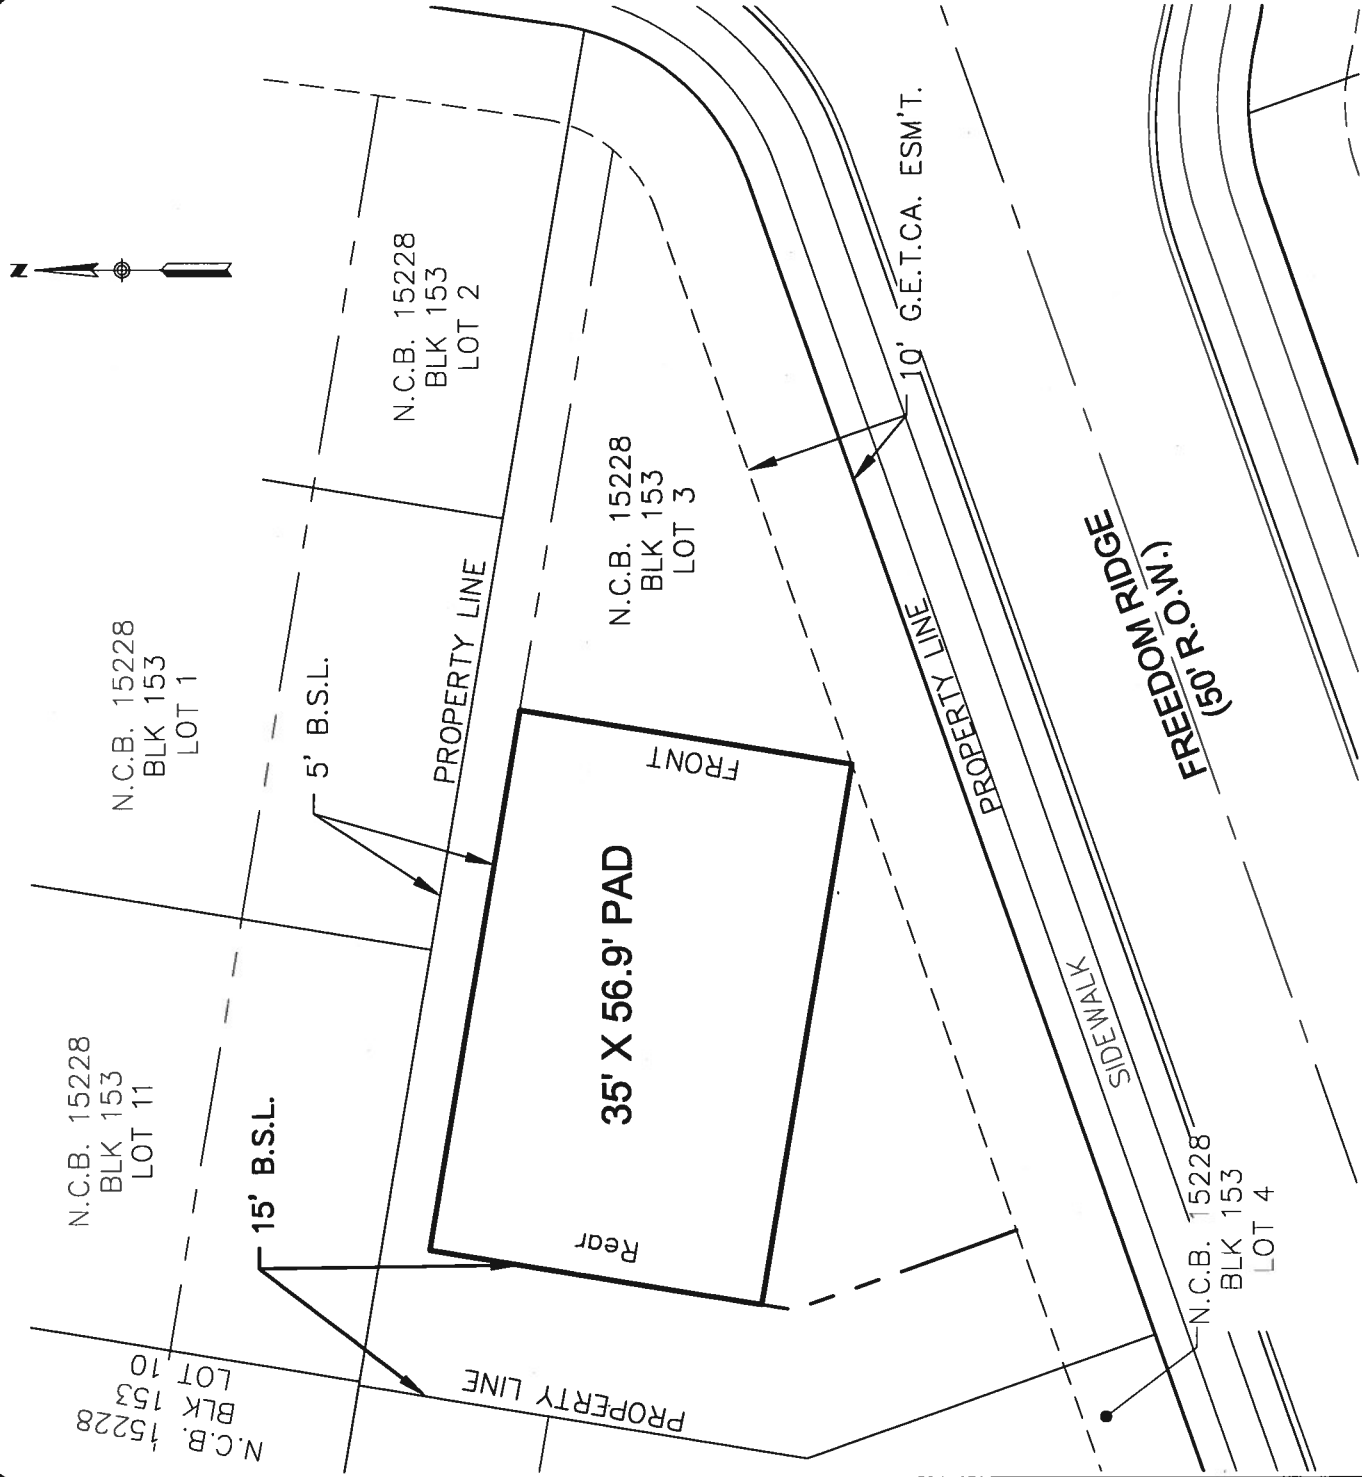 Z
N.C.B. 15228
BLK 153
LOT 2
10' G.E.T.CA. ESM'T.
N.C.B. 15228
BLK 153
LOT 3
N.C.B. 15228
BLK 153
LOT 1
5' B.S.L.
PROPERTY LINE
FRONT
35' X 56.9' PAD
Rear
PROPERTY LINE
FREEDOM RIDGE
(50' R.O.W.)
SIDEWALK
N.C.B. 15228
BLK 153
LOT 11
15' B.S.L.
N.C.B. 15228
BLK 153
LOT 10
PROPERTY LINE
N.C.B. 15228
BLK 153
LOT 4